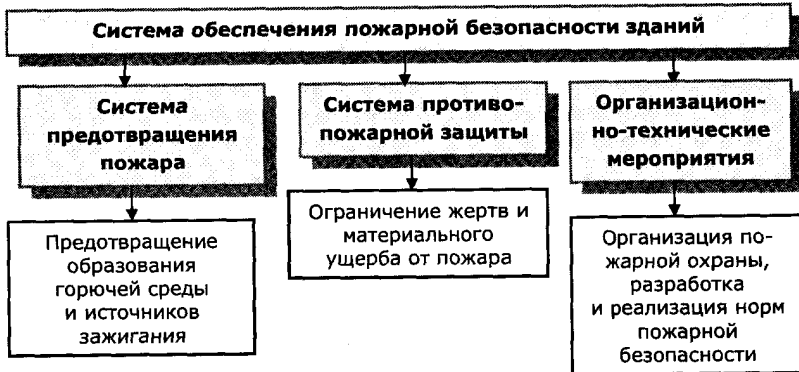 Система обеспечения пожарной безопасности зданий
Система
предотвращения
пожара
Система противо-
пожарной защиты
Организацион-
но-технические
мероприятия
Предотвращение
образования
горючей среды
и источников
зажигания
Ограничение жертв и
материального
ущерба от пожара
Организация по-
жарной охраны,
разработка
и реализация норм
пожарной
безопасности